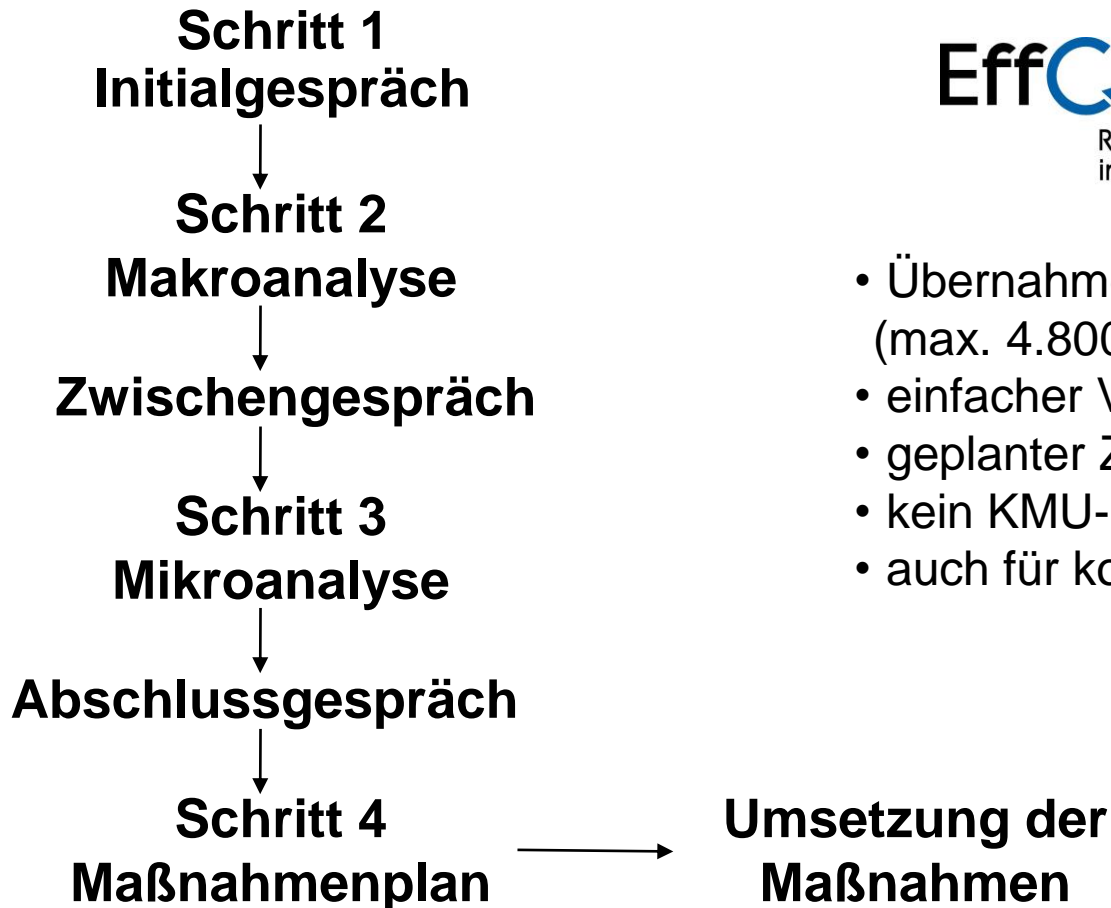 Schritt 1
Initialgespräch
Schritt 2
Makroanalyse
Zwischengespräch
Schritt 3
Mikroanalyse
Abschlussgespräch
Schritt 4
Maßnahmenplan
Eff
• Übernahm
(max. 4.800
• einfacher V
• geplanter Z
• kein KMU-
• auch für ko
Umsetzung der
Maßnahmen